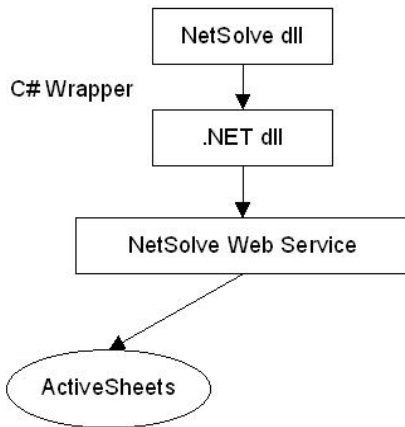 NetSolve dll
C# Wrapper
.NET dll
NetSolve Web Service
ActiveSheets